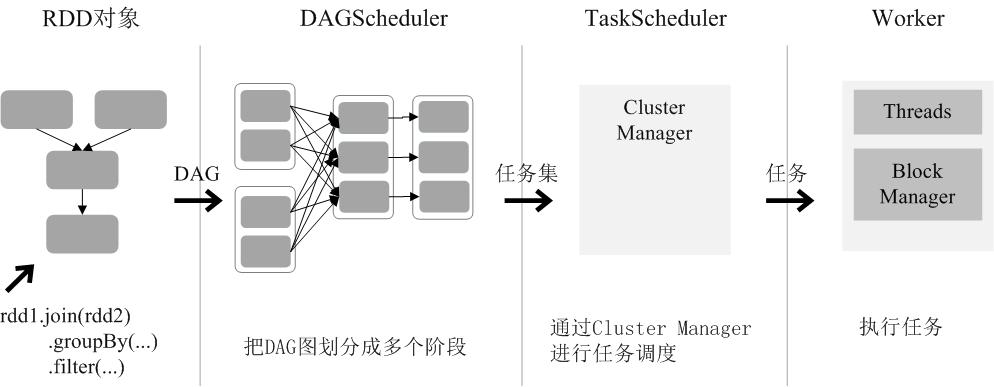 RDD对象
DAGScheduler
TaskScheduler
Worker
DAG
任务集
Cluster
Manager
任务
Threads
Block
Manager
rdd1.join(rdd2)
.groupBy(...)
.filter(...)
把DAG图划分成多个阶段
通过Cluster Manager
进行任务调度
执行任务